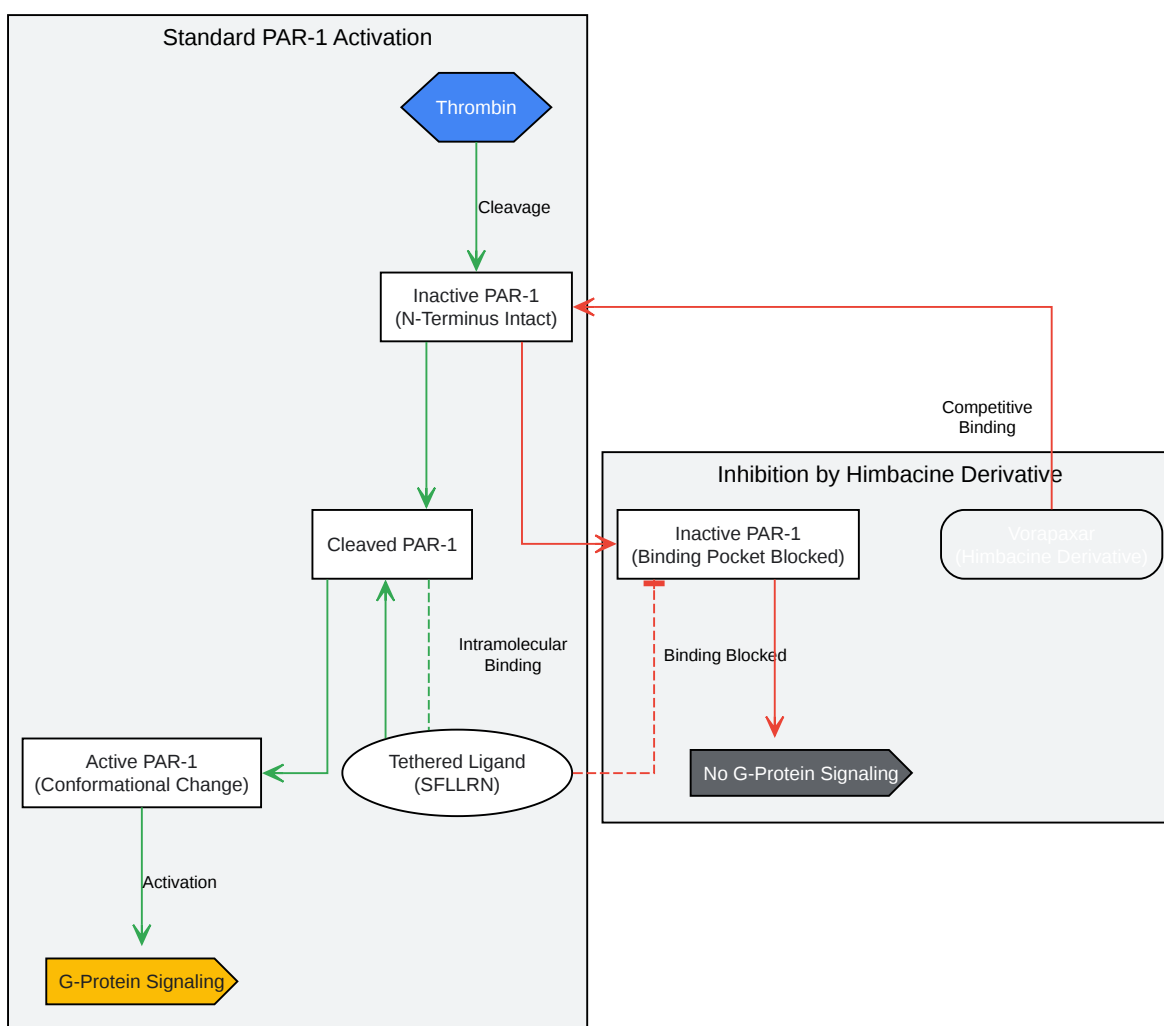 Standard PAR-1 Activation
Thrombin
Cleavage
Inactive PAR-1
(N-Terminus Intact)
Competitive
Binding
Inhibition by Himbacine Derivative
Cleaved PAR-1
Inactive PAR-1
(Binding Pocket Blocked)
Vorapaxar
(Himbacine Derivative)
Intramolecular
Binding
Binding Blocked
Active PAR-1
(Conformational Change)
Tethered Ligand
(SFLLRN)
No G-Protein Signaling
Activation
G-Protein Signaling